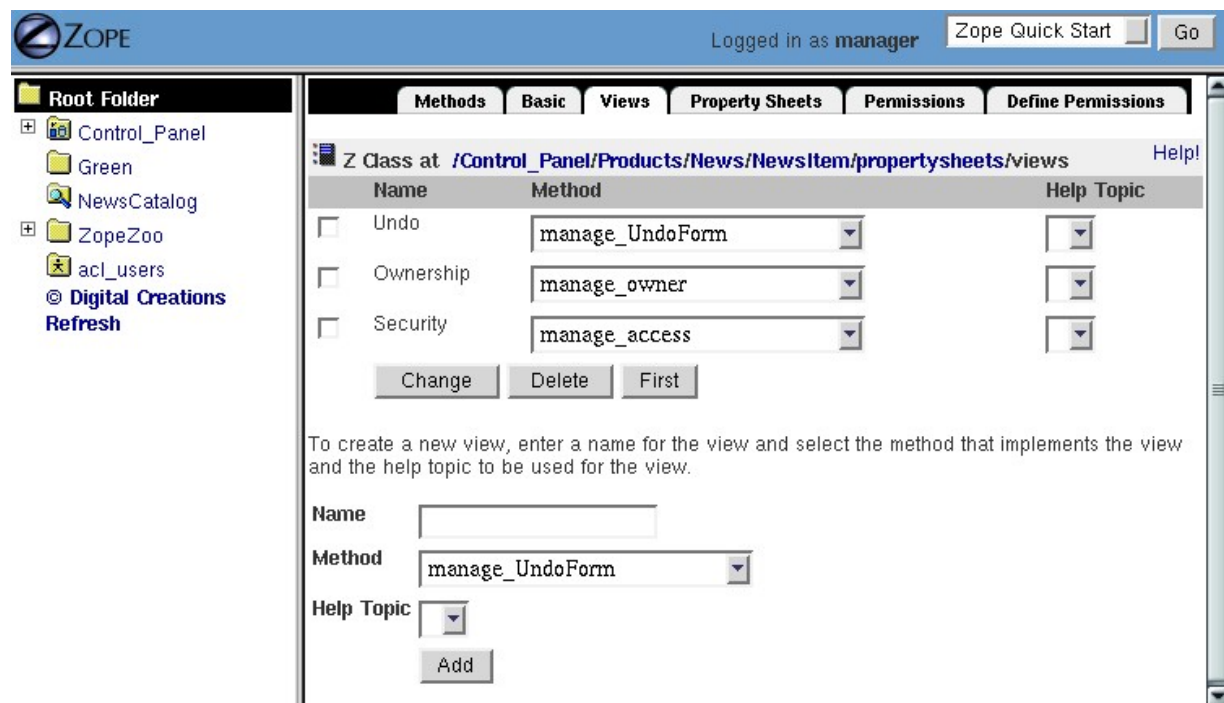 ZOPE
Logged in as manager
Zope Quick Start
Go
Root Folder
Control_Panel
Green
NewsCatalog
ZopeZoo
acl_users
© Digital Creations
Refresh
Methods Basic Views Property Sheets Permissions Define Permissions
Z Class at /Control_Panel/Products/News/NewsItem/propertysheets/views Help!
Name Method Help Topic
Undo manage_UndoForm
Ownership manage_owner
Security manage_access
Change Delete First
To create a new view, enter a name for the view and select the method that implements the view
and the help topic to be used for the view.
Name
Method manage_UndoForm
Help Topic
Add